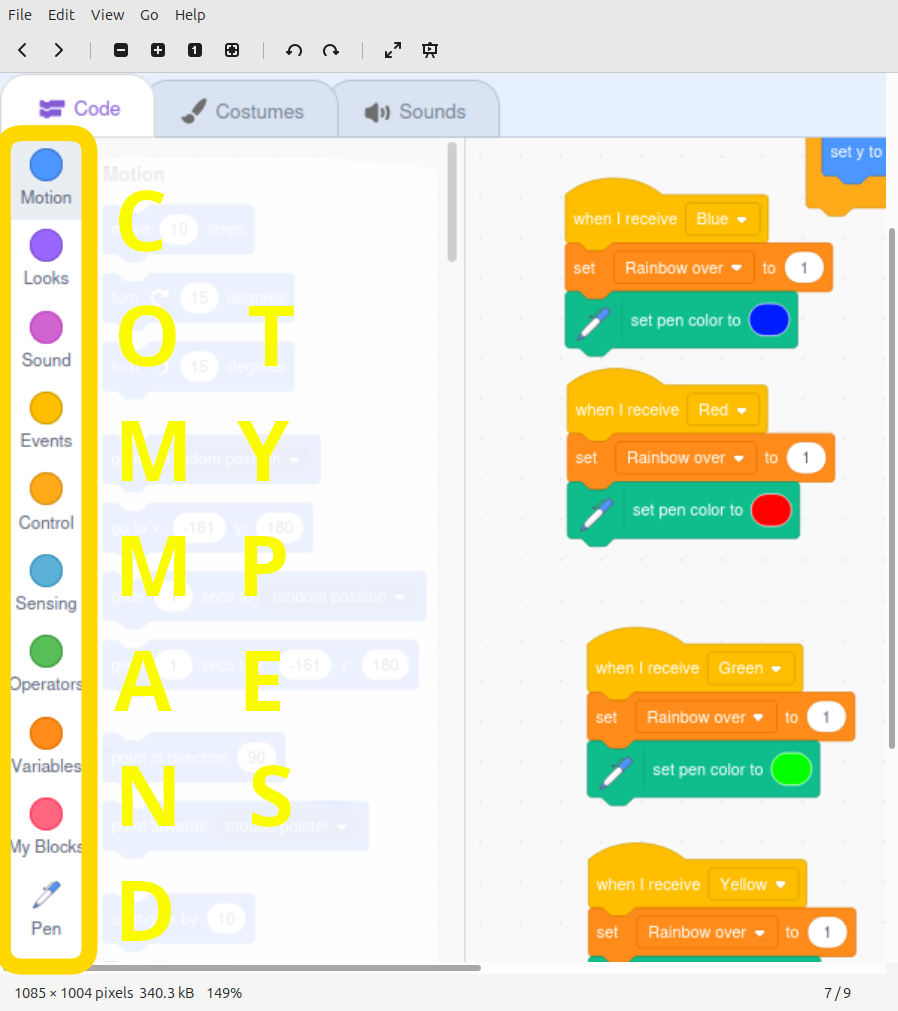 File Edit View Go Help
1
Code Costumes Sounds
Motion
Looks
Sound
Events
Control
Sensing
Operators
Variables
My Blocks
Pen
COMMAND
TYPES
Motion
move 10 steps
turn 15 degrees
turn 15 degrees
go to random position
go to x: -161 y: 180
glide 1 secs to random position
glide 1 secs to x: -161 y: 180
point in direction 90
point towards mouse-pointer
change x by 10
set y to
when I receive Blue
set Rainbow over to 1
set pen color to
when I receive Red
set Rainbow over to 1
set pen color to
when I receive Green
set Rainbow over to 1
set pen color to
when I receive Yellow
set Rainbow over to 1
1085 × 1004 pixels 340.3 kB 149% 7 / 9